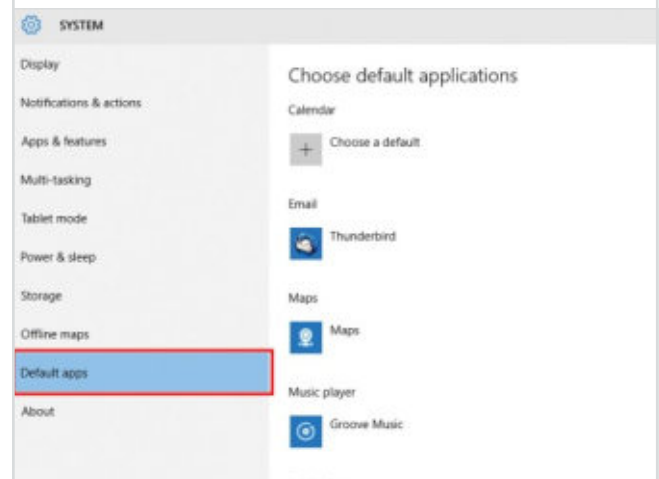 SYSTEM
Display
Notifications & actions
Apps & features
Multi-tasking
Tablet mode
Power & sleep
Storage
Offline maps
Default apps
About
Choose default applications
Calendar
Choose a default
Email
Thunderbird
Maps
Maps
Music player
Groove Music